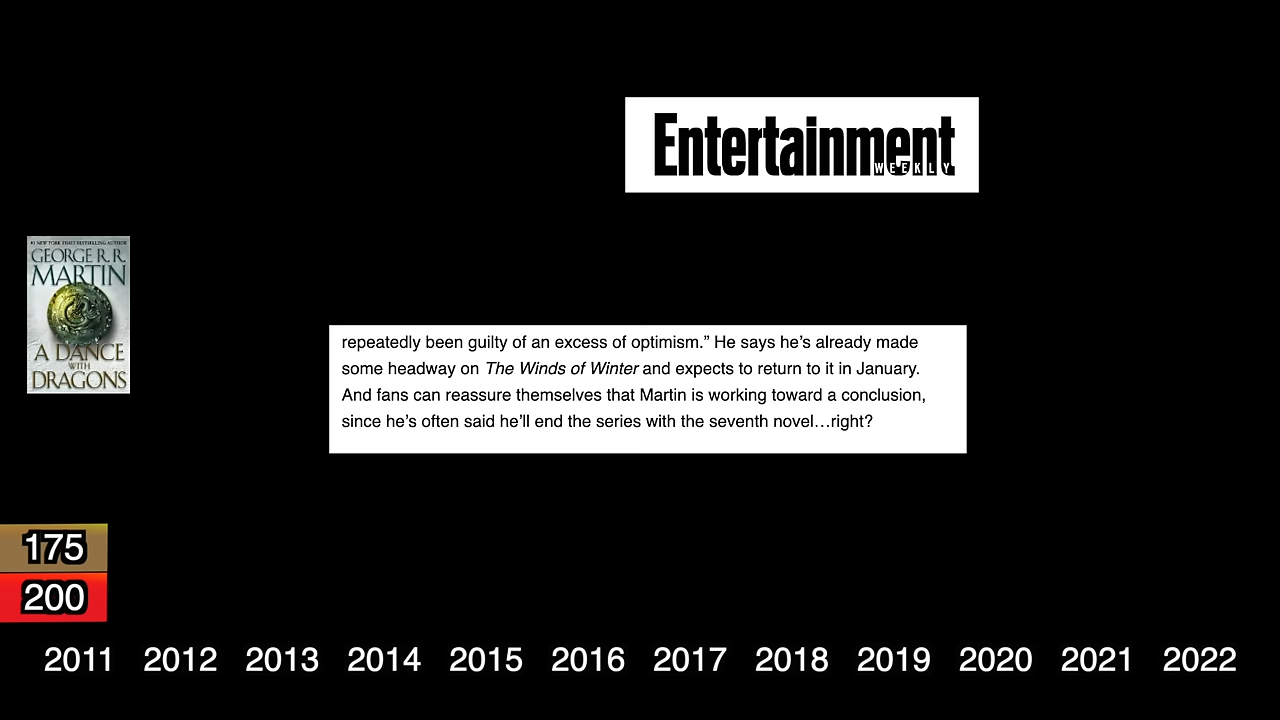 Entertainment
WEEKLY
#1 NEW YORK TIMES BESTSELLING AUTHOR
GEORGE R. R.
MARTIN
A DANCE
WITH
DRAGONS
repeatedly been guilty of an excess of optimism.” He says he’s already made
some headway on The Winds of Winter and expects to return to it in January.
And fans can reassure themselves that Martin is working toward a conclusion,
since he’s often said he’ll end the series with the seventh novel…right?
175
200
2011 2012 2013 2014 2015 2016 2017 2018 2019 2020 2021 2022